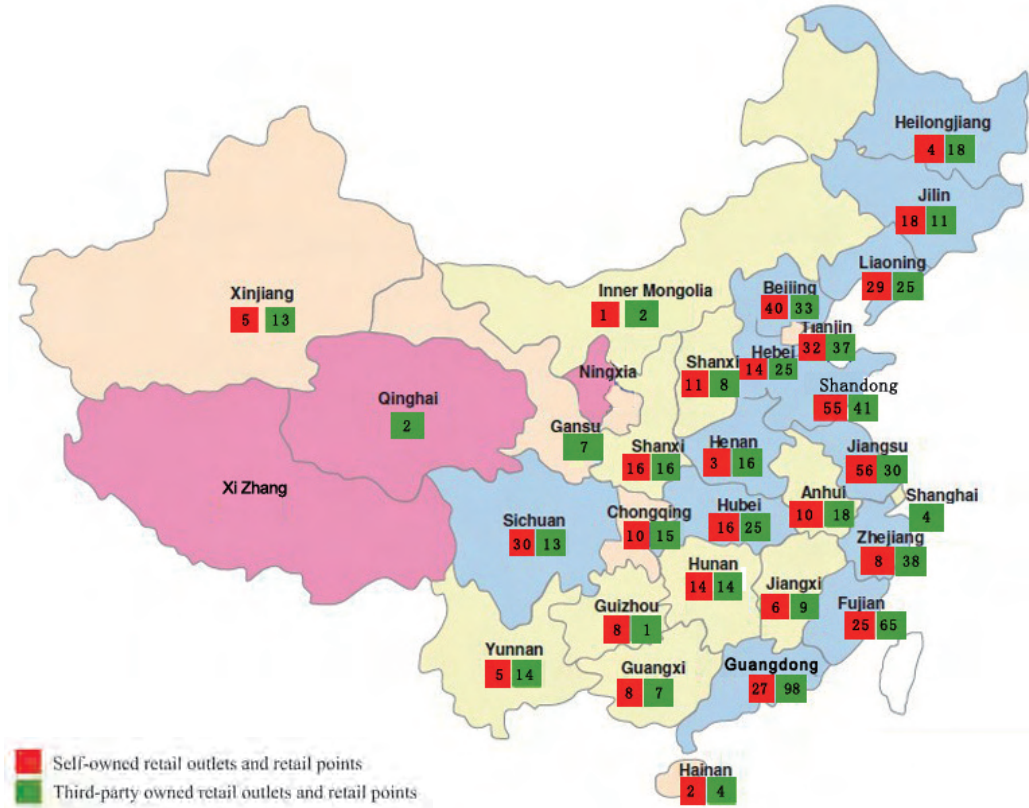 Heilongjiang
4 18
Jilin
18 11
Liaoning
29 25
Xinjiang
5 13
Inner Mongolia
1 2
Beijing
40 33
Tianjin
32 37
Hebei
14 25
Shanxi
11 8
Ningxia
Shandong
55 41
Qinghai
2
Gansu
7
Shanxi
16 16
Henan
3 16
Jiangsu
56 30
Xi Zhang
Anhui
10 18
Shanghai
4
Sichuan
30 13
Chongqing
10 15
Hubei
16 25
Zhejiang
8 38
Hunan
14 14
Jiangxi
6 9
Fujian
25 65
Guizhou
8 1
Yunnan
5 14
Guangxi
8 7
Guangdong
27 98
Self-owned retail outlets and retail points
Third-party owned retail outlets and retail points
Hainan
2 4